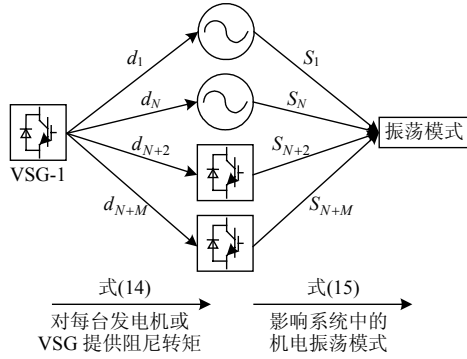 d1
S1
dN
SN
VSG-1
dN+2
SN+2
振荡模式
dN+M
SN+M
式(14)
对每台发电机或
VSG 提供阻尼转矩
式(15)
影响系统中的
机电振荡模式